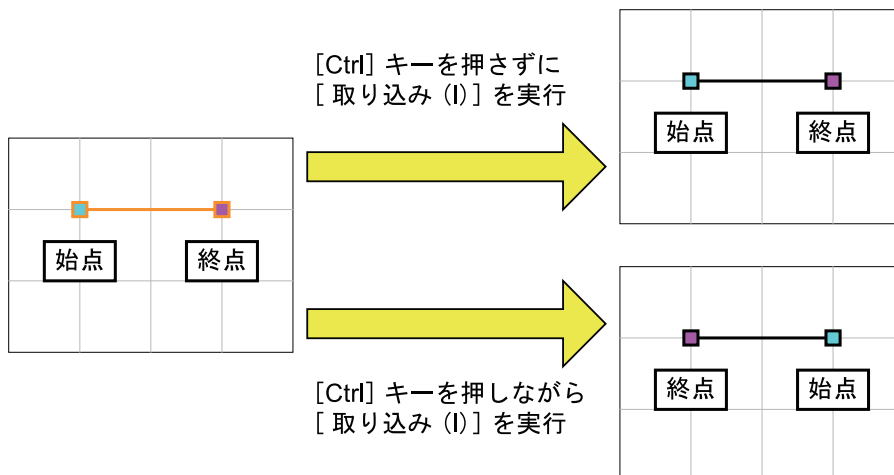 [Ctrl] キーを押さずに
[ 取り込み (I)] を実行
始点
終点
始点
終点
終点
始点
[Ctrl] キーを押しながら
[ 取り込み (I)] を実行